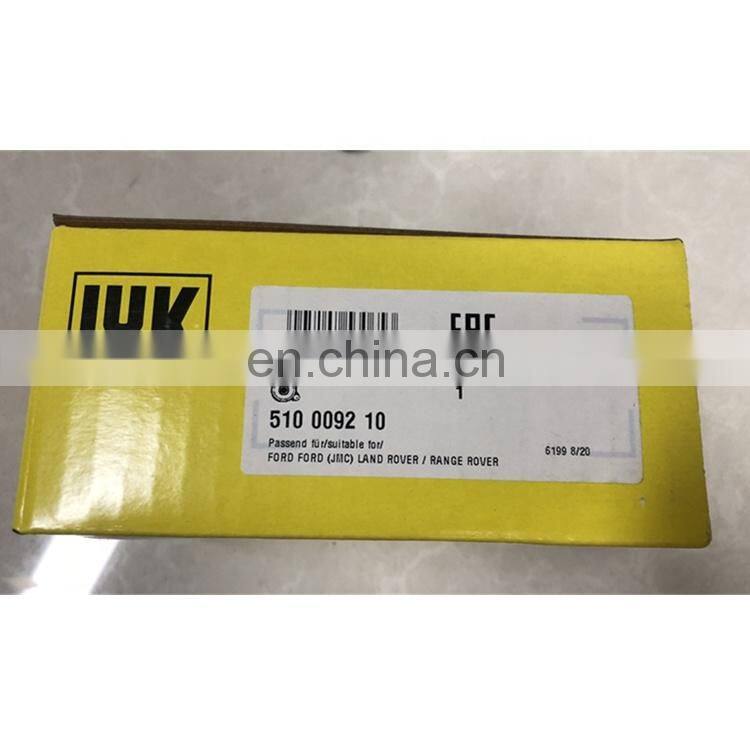 LUK
EAC
en.china.cn
1
510 0092 10
Passend für/suitable for/
6199 8/20
FORD FORD (JMC) LAND ROVER / RANGE ROVER